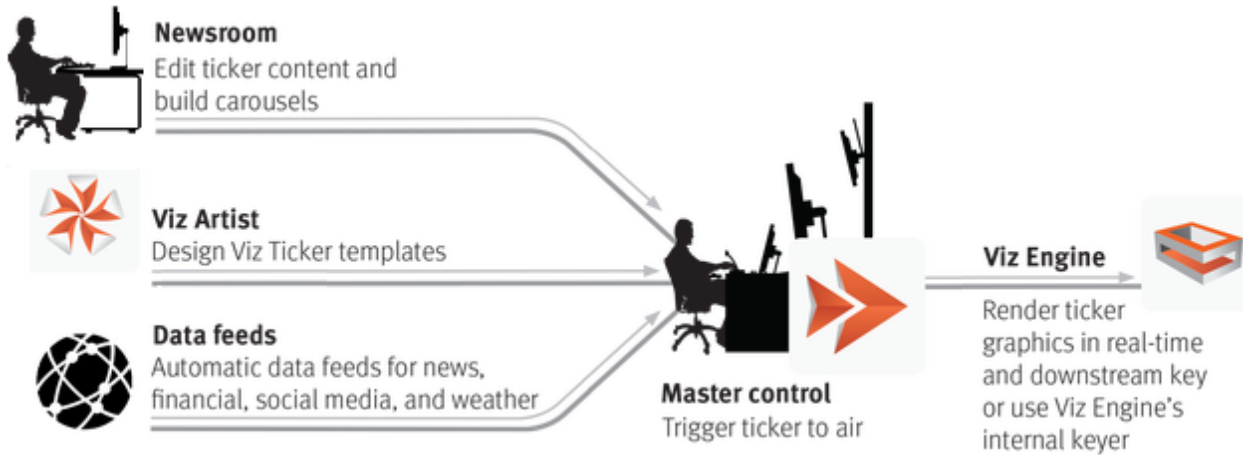 Newsroom
Edit ticker content and
build carousels
Viz Artist
Design Viz Ticker templates
Data feeds
Automatic data feeds for news,
financial, social media, and weather
Master control
Trigger ticker to air
Viz Engine
Render ticker
graphics in real-time
and downstream key
or use Viz Engine's
internal keyer